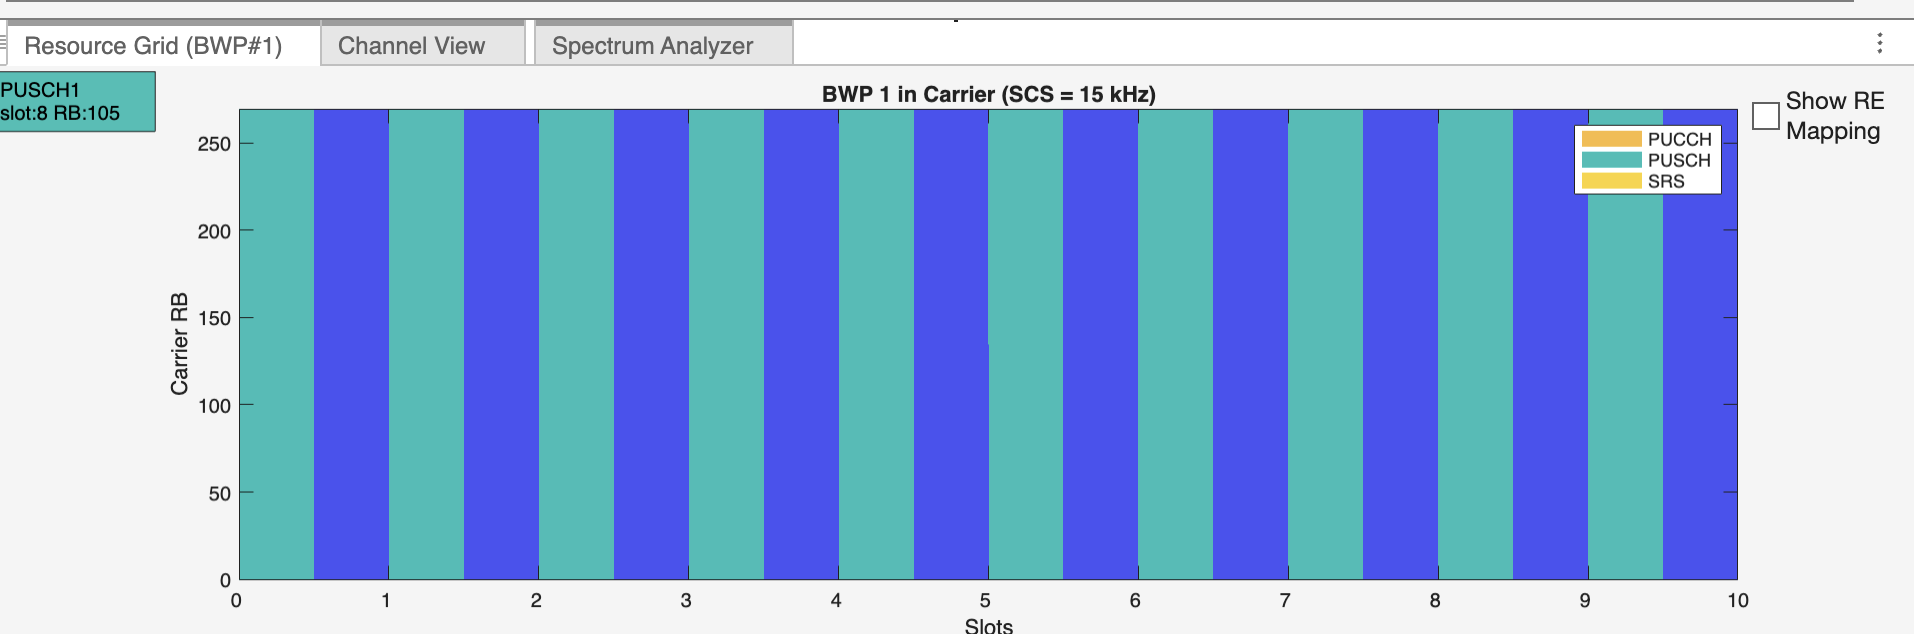 Resource Grid (BWP#1)
Channel View
Spectrum Analyzer
PUSCH1
slot:8 RB:105
BWP 1 in Carrier (SCS = 15 kHz)
Show RE
Mapping
PUCCH
PUSCH
SRS
Carrier RB
250
200
150
100
50
0
0 1 2 3 4 5 6 7 8 9 10
Slots